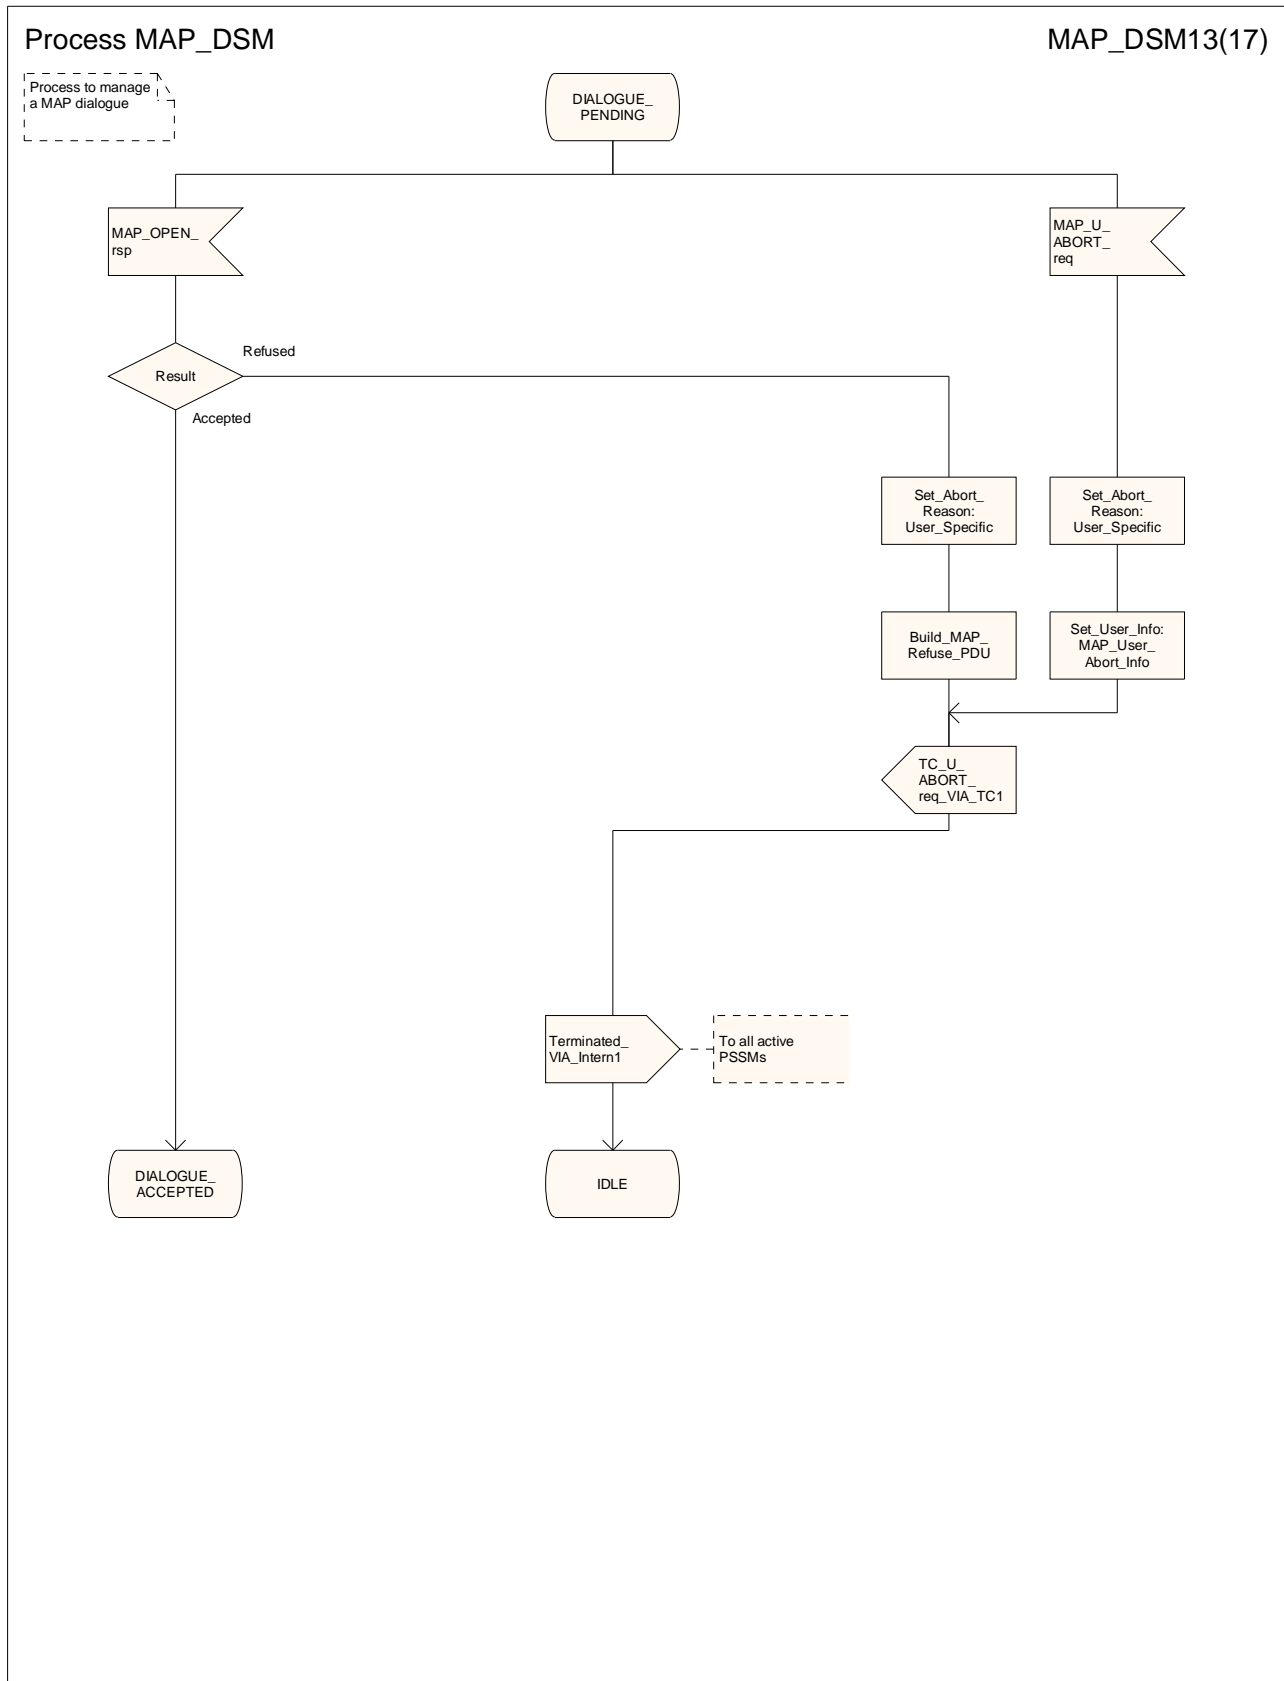 Process MAP_DSM
MAP_DSM13(17)
Process to manage
a MAP dialogue
DIALOGUE_
PENDING
MAP_OPEN_
rsp
MAP_U_
ABORT_
req
Refused
Result
Accepted
Set_Abort_
Reason:
User_Specific
Set_Abort_
Reason:
User_Specific
Build_MAP_
Refuse_PDU
Set_User_Info:
MAP_User_
Abort_Info
TC_U_
ABORT_
req_VIA_TC1
Terminated_
VIA_Intern1
To all active
PSSMs
DIALOGUE_
ACCEPTED
IDLE